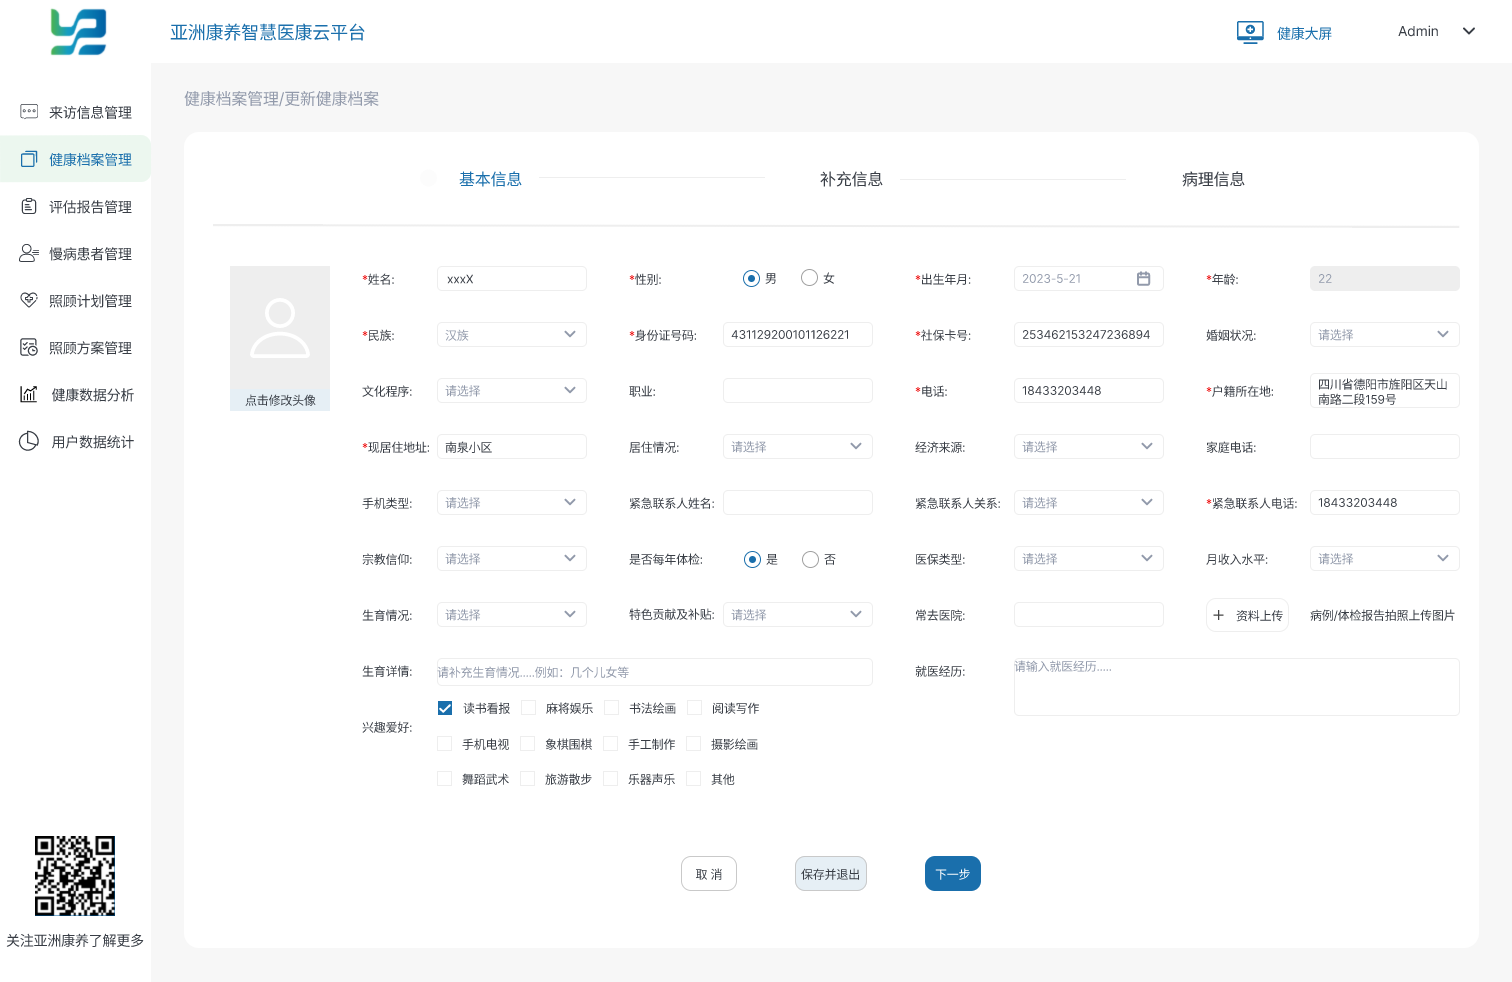 亚洲康养智慧医康云平台
健康大屏
Admin
来访信息管理
健康档案管理
评估报告管理
慢病患者管理
照顾计划管理
照顾方案管理
健康数据分析
用户数据统计
关注亚洲康养了解更多
健康档案管理/更新健康档案
基本信息 补充信息 病理信息
点击修改头像
*姓名: xxxX *性别: 男 女 *出生年月: 2023-5-21 *年龄: 22
*民族: 汉族 *身份证号码: 431129200101126221 *社保卡号: 253462153247236894 婚姻状况: 请选择
文化程序: 请选择 职业: *电话: 18433203448 *户籍所在地: 四川省德阳市旌阳区天山
南路二段159号
*现居住地址: 南泉小区 居住情况: 请选择 经济来源: 请选择 家庭电话:
手机类型: 请选择 紧急联系人姓名: 紧急联系人关系: 请选择 *紧急联系人电话: 18433203448
宗教信仰: 请选择 是否每年体检: 是 否 医保类型: 请选择 月收入水平: 请选择
生育情况: 请选择 特色贡献及补贴: 请选择 常去医院: + 资料上传 病例/体检报告拍照上传图片
生育详情: 请补充生育情况.....例如：几个儿女等 就医经历: 请输入就医经历.....
兴趣爱好: 读书看报 麻将娱乐 书法绘画 阅读写作
手机电视 象棋围棋 手工制作 摄影绘画
舞蹈武术 旅游散步 乐器声乐 其他
取 消 保存并退出 下一步